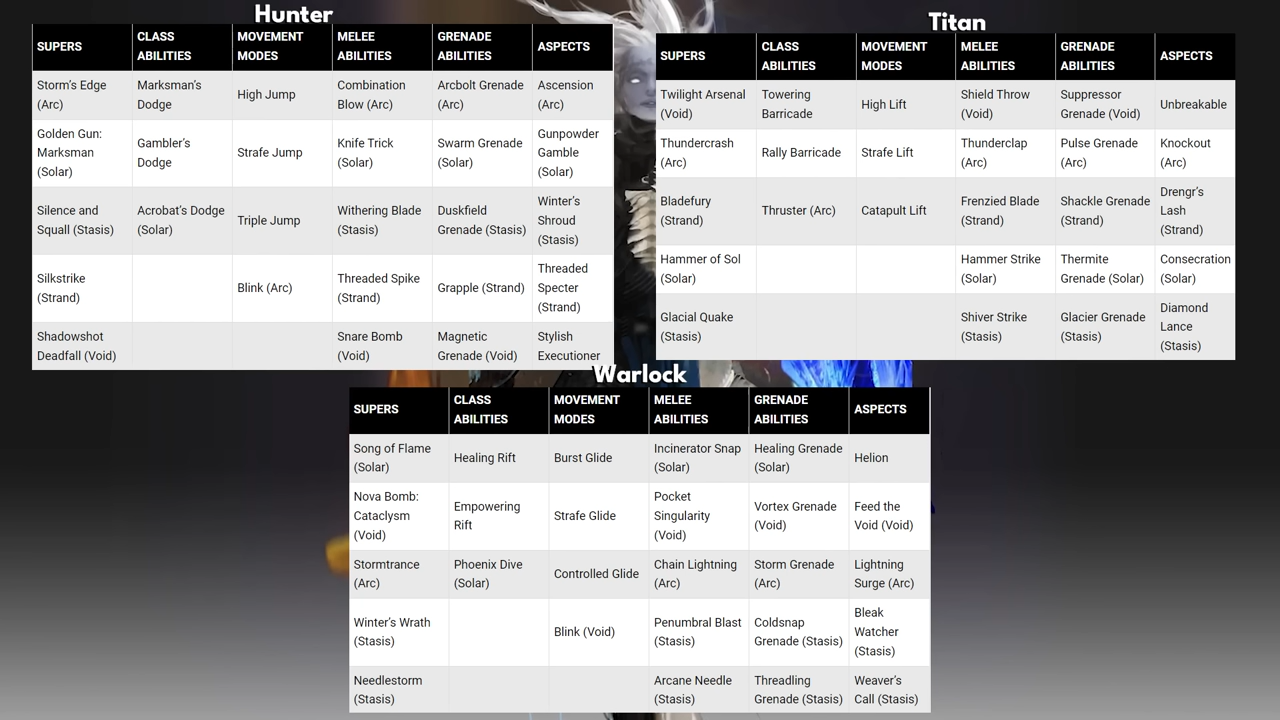 Hunter
SUPERS CLASS ABILITIES MOVEMENT MODES MELEE ABILITIES GRENADE ABILITIES ASPECTS
Storm’s Edge (Arc) Marksman’s Dodge High Jump Combination Blow (Arc) Arcbolt Grenade (Arc) Ascension (Arc)
Golden Gun: Marksman (Solar) Gambler’s Dodge Strafe Jump Knife Trick (Solar) Swarm Grenade (Solar) Gunpowder Gamble (Solar)
Silence and Squall (Stasis) Acrobat’s Dodge (Solar) Triple Jump Withering Blade (Stasis) Duskfield Grenade (Stasis) Winter’s Shroud (Stasis)
Silkstrike (Strand) Blink (Arc) Threaded Spike (Strand) Grapple (Strand) Threaded Specter (Strand)
Shadowshot Deadfall (Void) Snare Bomb (Void) Magnetic Grenade (Void) Stylish Executioner
Titan
SUPERS CLASS ABILITIES MOVEMENT MODES MELEE ABILITIES GRENADE ABILITIES ASPECTS
Twilight Arsenal (Void) Towering Barricade High Lift Shield Throw (Void) Suppressor Grenade (Void) Unbreakable
Thundercrash (Arc) Rally Barricade Strafe Lift Thunderclap (Arc) Pulse Grenade (Arc) Knockout (Arc)
Bladefury (Strand) Thruster (Arc) Catapult Lift Frenzied Blade (Strand) Shackle Grenade (Strand) Drengr’s Lash (Strand)
Hammer of Sol (Solar) Hammer Strike (Solar) Thermite Grenade (Solar) Consecration (Solar)
Glacial Quake (Stasis) Shiver Strike (Stasis) Glacier Grenade (Stasis) Diamond Lance (Stasis)
Warlock
SUPERS CLASS ABILITIES MOVEMENT MODES MELEE ABILITIES GRENADE ABILITIES ASPECTS
Song of Flame (Solar) Healing Rift Burst Glide Incinerator Snap (Solar) Healing Grenade (Solar) Helion
Nova Bomb: Cataclysm (Void) Empowering Rift Strafe Glide Pocket Singularity (Void) Vortex Grenade (Void) Feed the Void (Void)
Stormtrance (Arc) Phoenix Dive (Solar) Controlled Glide Chain Lightning (Arc) Storm Grenade (Arc) Lightning Surge (Arc)
Winter’s Wrath (Stasis) Blink (Void) Penumbral Blast (Stasis) Coldsnap Grenade (Stasis) Bleak Watcher (Stasis)
Needlestorm (Stasis) Arcane Needle (Stasis) Threadling Grenade (Stasis) Weaver’s Call (Stasis)